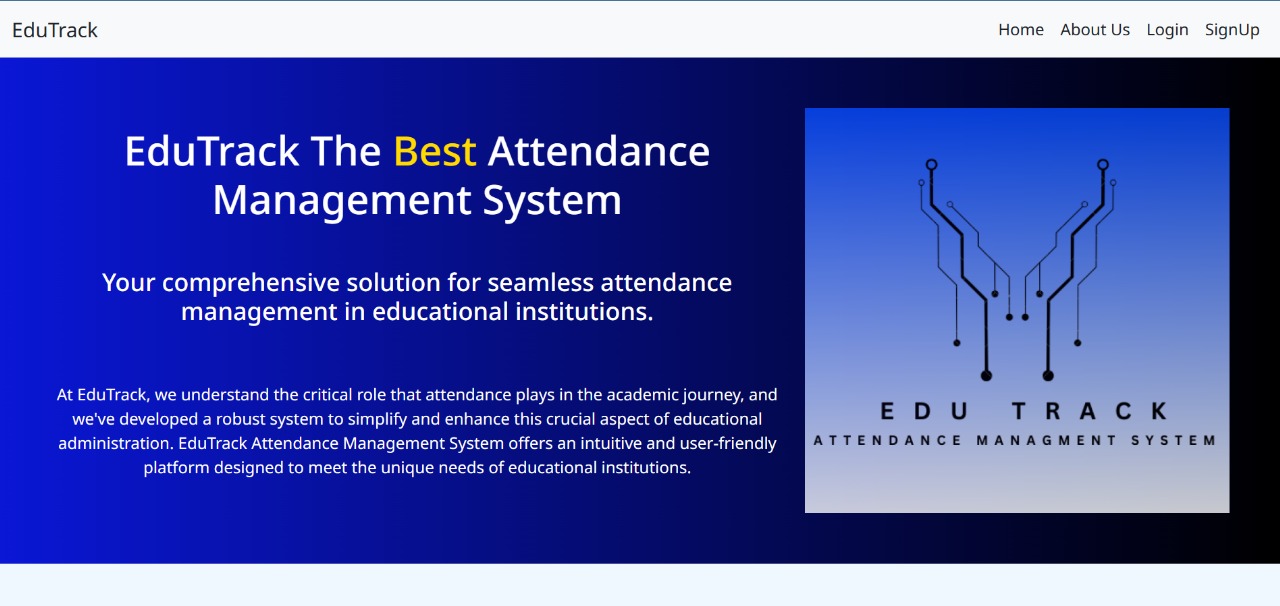 EduTrack
Home About Us Login SignUp
EduTrack The Best Attendance
Management System
Your comprehensive solution for seamless attendance
management in educational institutions.
At EduTrack, we understand the critical role that attendance plays in the academic journey, and
we've developed a robust system to simplify and enhance this crucial aspect of educational
administration. EduTrack Attendance Management System offers an intuitive and user-friendly
platform designed to meet the unique needs of educational institutions.
EDU TRACK
ATTENDANCE MANAGMENT SYSTEM